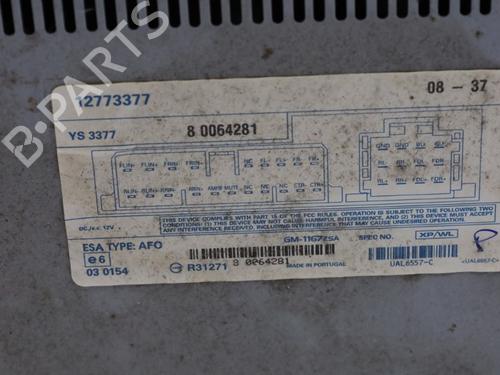 12773377
08 - 37
YS 3377
8 0064281
DC/c.c. 12V
THIS DEVICE COMPLIES WITH PART 15 OF THE FCC RULES. OPERATION IS SUBJECT TO THE FOLLOWING TWO
CONDITIONS: (1) THIS DEVICE MAY NOT CAUSE HARMFUL INTERFERENCE, AND (2) THIS DEVICE MUST ACCEPT
ANY INTERFERENCE RECEIVED, INCLUDING INTERFERENCE THAT MAY CAUSE UNDESIRED OPERATION.
ESA TYPE: AFO
GM-11672SA
SPEC NO.
XP/WL
e6
03 0154
R31271
8 0064281
MADE IN PORTUGAL
UAL6557-C
<UAL6557-C>
P
B-PARTS